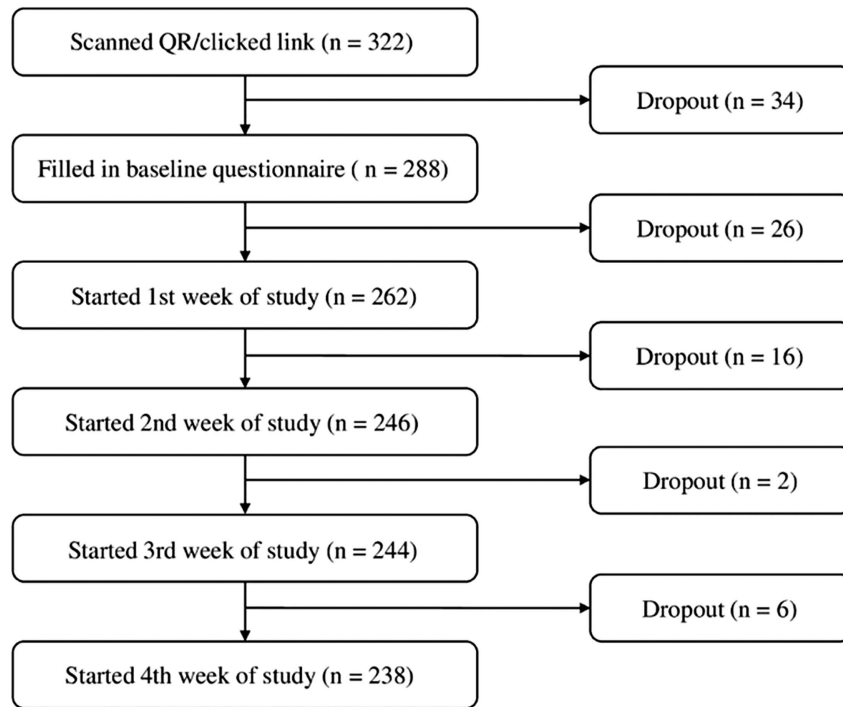 Scanned QR/clicked link (n = 322)
Dropout (n = 34)
Filled in baseline questionnaire ( n = 288)
Dropout (n = 26)
Started 1st week of study (n = 262)
Dropout (n = 16)
Started 2nd week of study (n = 246)
Dropout (n = 2)
Started 3rd week of study (n = 244)
Dropout (n = 6)
Started 4th week of study (n = 238)